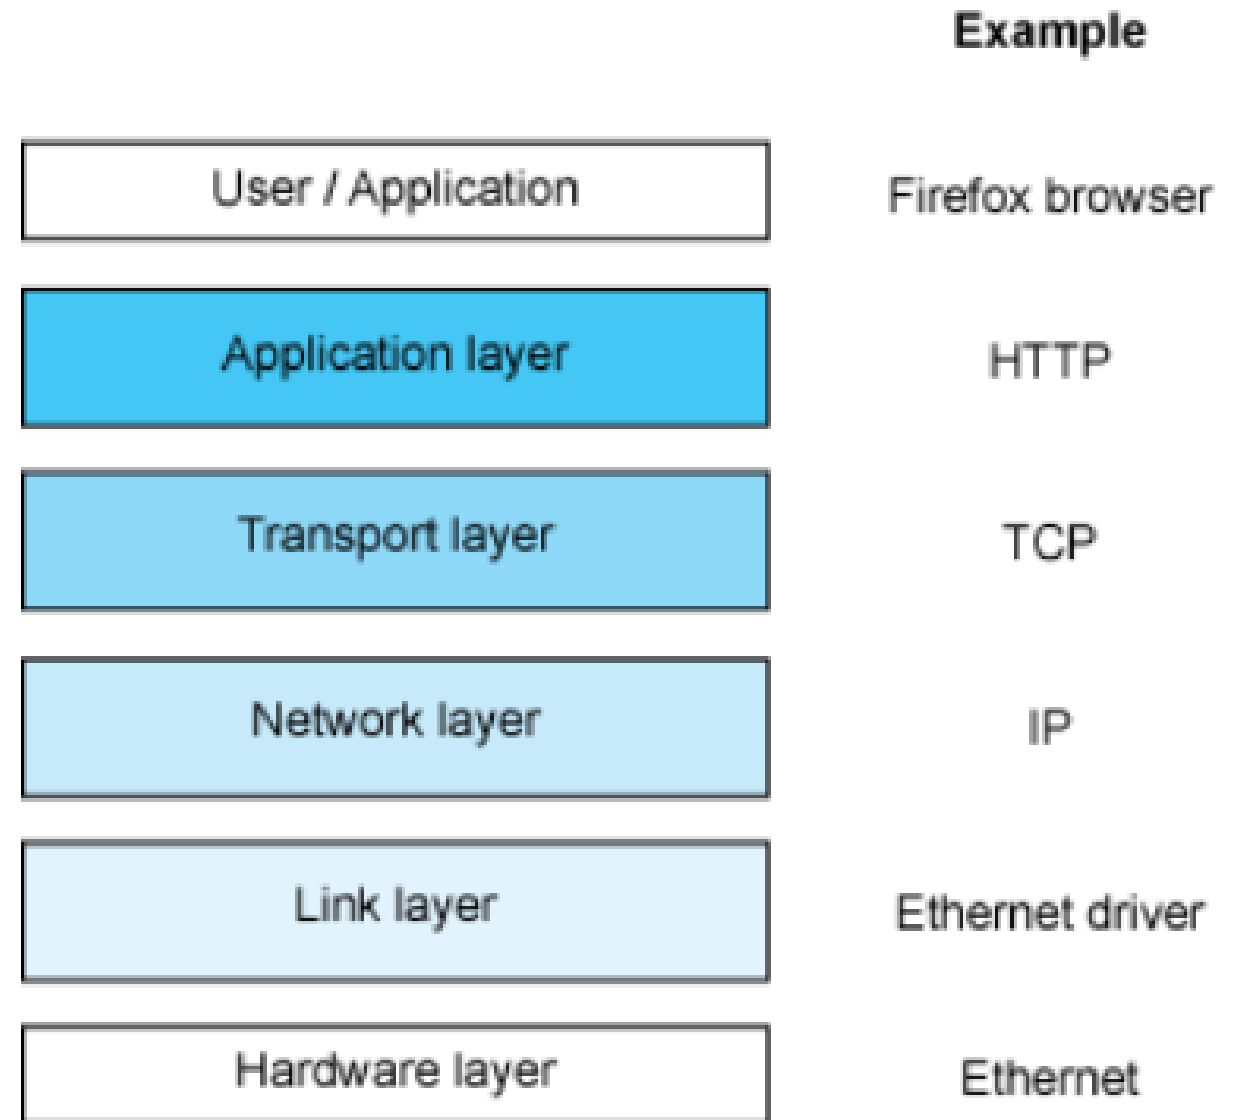 Example
User / Application
Firefox browser
Application layer
HTTP
Transport layer
TCP
Network layer
IP
Link layer
Ethernet driver
Hardware layer
Ethernet